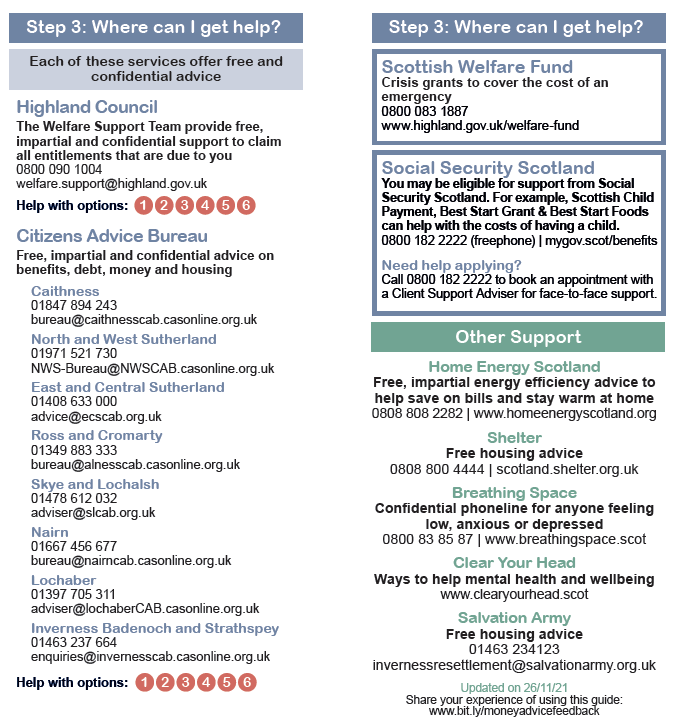 Step 3: Where can I get help?
Each of these services offer free and
confidential advice
Highland Council
The Welfare Support Team provide free,
impartial and confidential support to claim
all entitlements that are due to you
0800 090 1004
welfare.support@highland.gov.uk
Help with options: 1 2 3 4 5 6
Citizens Advice Bureau
Free, impartial and confidential advice on
benefits, debt, money and housing
Caithness
01847 894 243
bureau@caithnesscab.casonline.org.uk
North and West Sutherland
01971 521 730
NWS-Bureau@NWSCAB.casonline.org.uk
East and Central Sutherland
01408 633 000
advice@ecscab.org.uk
Ross and Cromarty
01349 883 333
bureau@alnesscab.casonline.org.uk
Skye and Lochalsh
01478 612 032
adviser@slcab.org.uk
Nairn
01667 456 677
bureau@nairncab.casonline.org.uk
Lochaber
01397 705 311
adviser@lochaberCAB.casonline.org.uk
Inverness Badenoch and Strathspey
01463 237 664
enquiries@invernesscab.casonline.org.uk
Help with options: 1 2 3 4 5 6
Step 3: Where can I get help?
Scottish Welfare Fund
Crisis grants to cover the cost of an
emergency
0800 083 1887
www.highland.gov.uk/welfare-fund
Social Security Scotland
You may be eligible for support from Social
Security Scotland. For example, Scottish Child
Payment, Best Start Grant & Best Start Foods
can help with the costs of having a child.
0800 182 2222 (freephone) | mygov.scot/benefits
Need help applying?
Call 0800 182 2222 to book an appointment with
a Client Support Adviser for face-to-face support.
Other Support
Home Energy Scotland
Free, impartial energy efficiency advice to
help save on bills and stay warm at home
0808 808 2282 | www.homeenergyscotland.org
Shelter
Free housing advice
0808 800 4444 | scotland.shelter.org.uk
Breathing Space
Confidential phoneline for anyone feeling
low, anxious or depressed
0800 83 85 87 | www.breathingspace.scot
Clear Your Head
Ways to help mental health and wellbeing
www.clearyourhead.scot
Salvation Army
Free housing advice
01463 234123
invernessresettlement@salvationarmy.org.uk
Updated on 26/11/21
Share your experience of using this guide:
www.bit.ly/moneyadvicefeedback